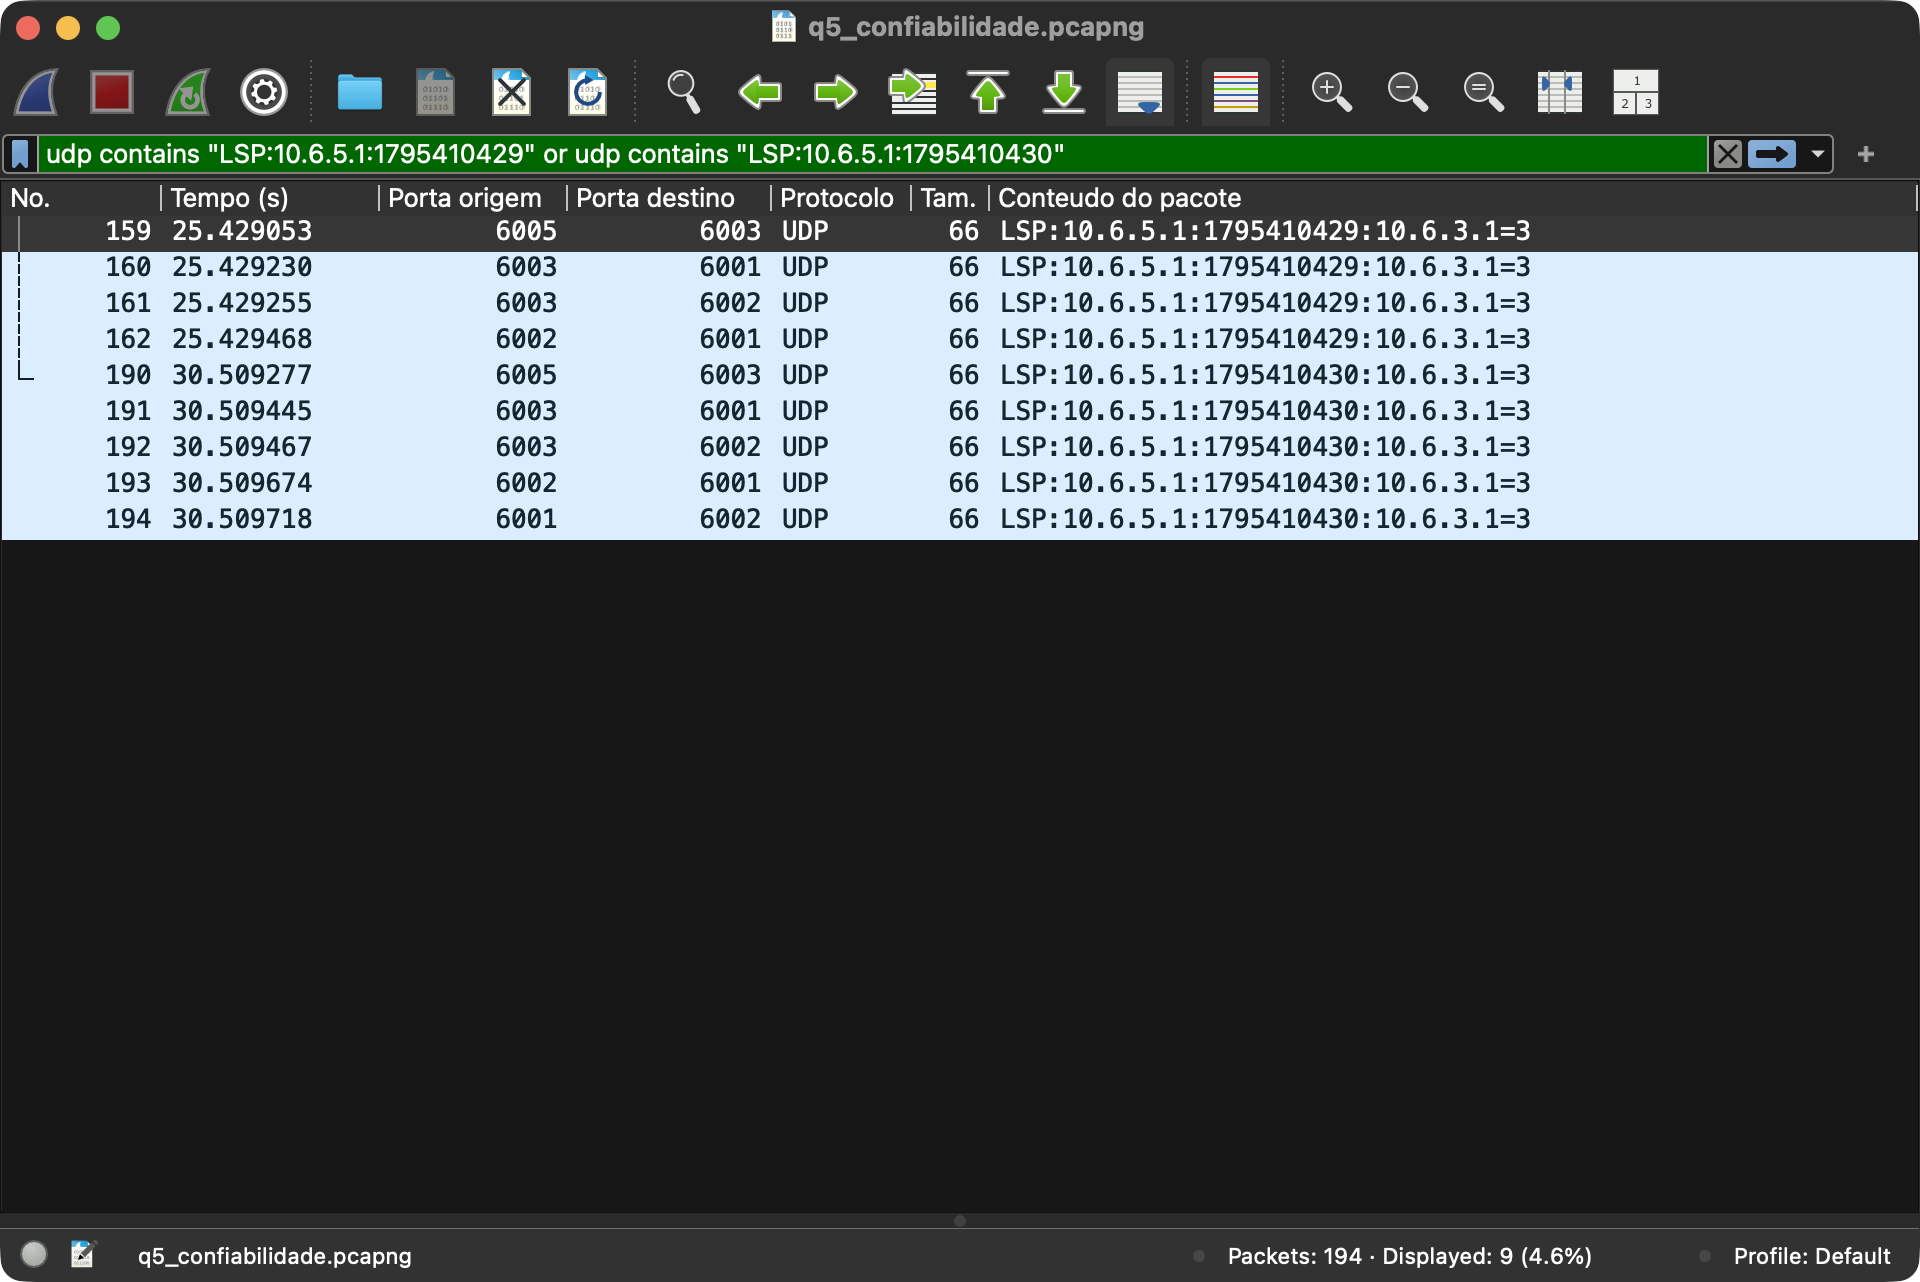 q5_confiabilidade.pcapng
1
2 3
udp contains "LSP:10.6.5.1:1795410429" or udp contains "LSP:10.6.5.1:1795410430"
No. Tempo (s) Porta origem Porta destino Protocolo Tam. Conteudo do pacote
159 25.429053 6005 6003 UDP 66 LSP:10.6.5.1:1795410429:10.6.3.1=3
160 25.429230 6003 6001 UDP 66 LSP:10.6.5.1:1795410429:10.6.3.1=3
161 25.429255 6003 6002 UDP 66 LSP:10.6.5.1:1795410429:10.6.3.1=3
162 25.429468 6002 6001 UDP 66 LSP:10.6.5.1:1795410429:10.6.3.1=3
190 30.509277 6005 6003 UDP 66 LSP:10.6.5.1:1795410430:10.6.3.1=3
191 30.509445 6003 6001 UDP 66 LSP:10.6.5.1:1795410430:10.6.3.1=3
192 30.509467 6003 6002 UDP 66 LSP:10.6.5.1:1795410430:10.6.3.1=3
193 30.509674 6002 6001 UDP 66 LSP:10.6.5.1:1795410430:10.6.3.1=3
194 30.509718 6001 6002 UDP 66 LSP:10.6.5.1:1795410430:10.6.3.1=3
q5_confiabilidade.pcapng Packets: 194 · Displayed: 9 (4.6%) Profile: Default